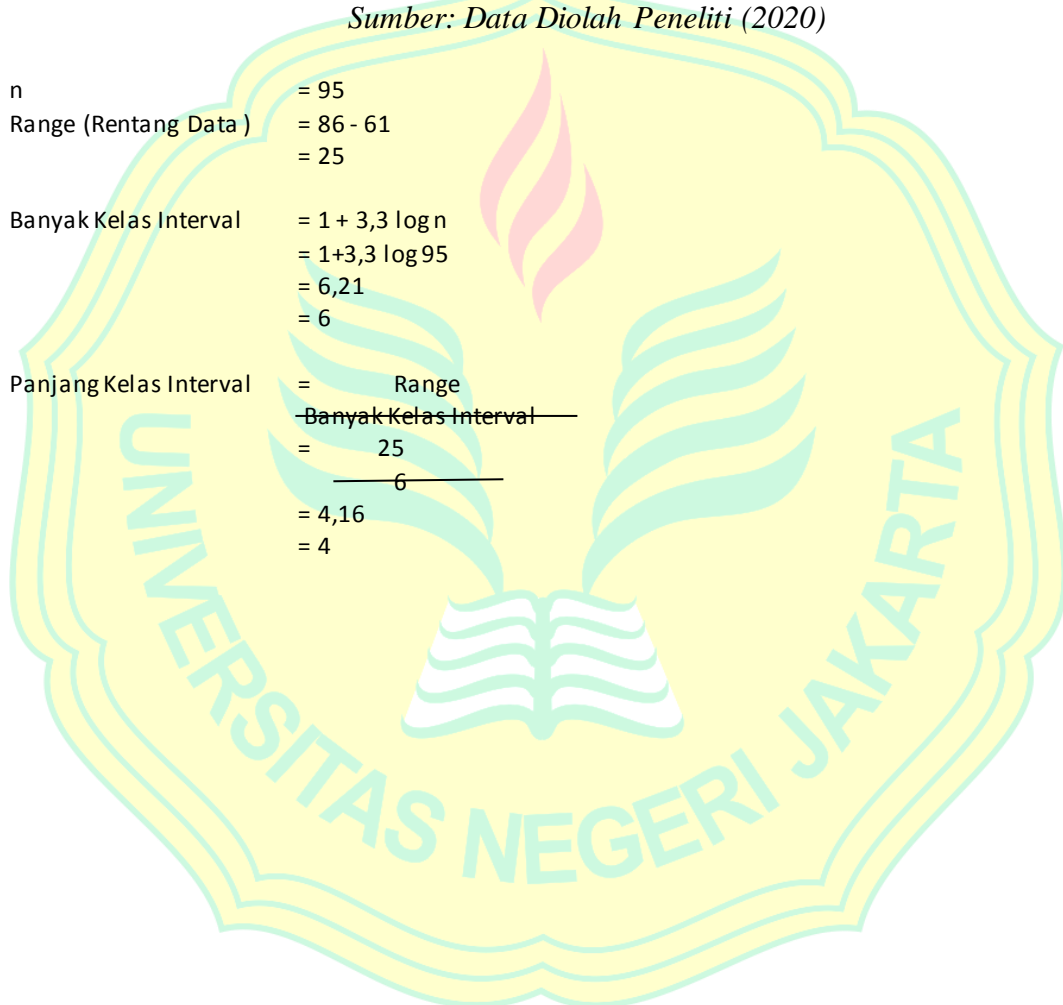 Sumber: Data Diolah Peneliti (2020)
n = 95
Range (Rentang Data ) = 86 - 61
= 25
Banyak Kelas Interval = 1 + 3,3 log n
= 1+3,3 log 95
= 6,21
= 6
Panjang Kelas Interval = Range
Banyak Kelas Interval
= 25
6
= 4,16
= 4
UNIVERSITAS NEGERI JAKARTA